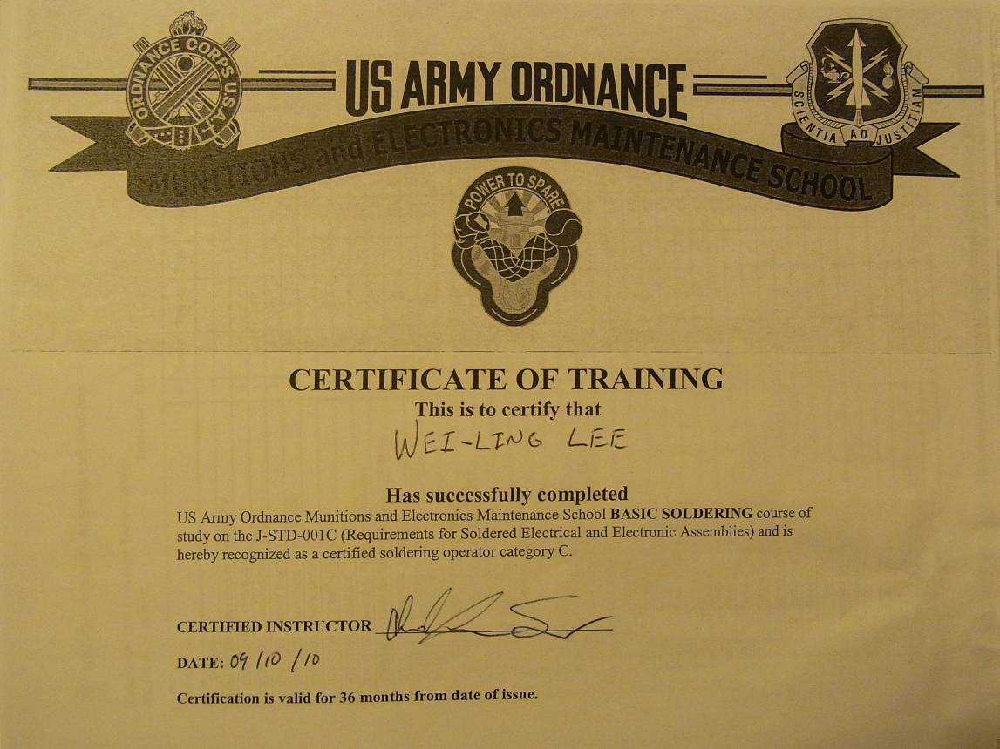 ORDNANCE CORPS U.S.A.
US ARMY ORDNANCE
SCIENTIA AD JUSTITIAM
MUNITIONS and ELECTRONICS MAINTENANCE SCHOOL
POWER TO SPARE
CERTIFICATE OF TRAINING
This is to certify that
WEI-LING LEE
Has successfully completed
US Army Ordnance Munitions and Electronics Maintenance School BASIC SOLDERING course of
study on the J-STD-001C (Requirements for Soldered Electrical and Electronic Assemblies) and is
hereby recognized as a certified soldering operator category C.
CERTIFIED INSTRUCTOR
DATE: 09/10/10
Certification is valid for 36 months from date of issue.